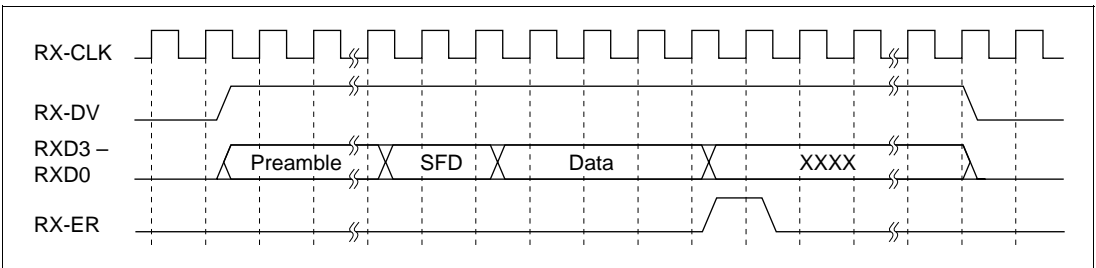 RX-CLK
RX-DV
RXD3 –
RXD0
Preamble
SFD
Data
XXXX
RX-ER